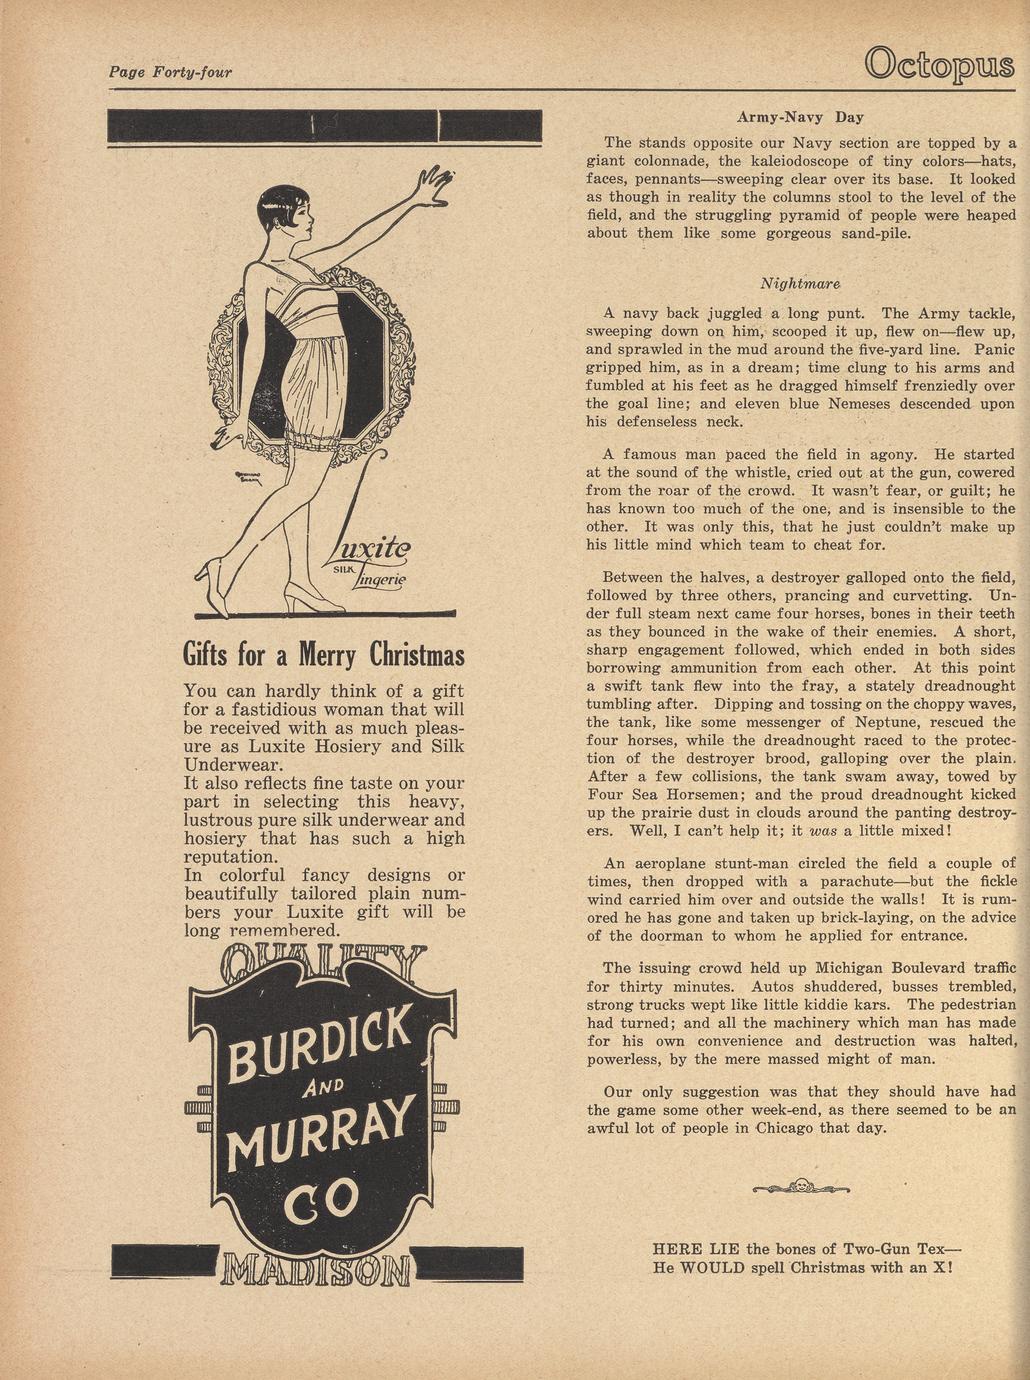 Page Forty-four
Octopus
Luxite
SILK
Lingerie
Gifts for a Merry Christmas
You can hardly think of a gift
for a fastidious woman that will
be received with as much pleas-
ure as Luxite Hosiery and Silk
Underwear.
It also reflects fine taste on your
part in selecting this heavy,
lustrous pure silk underwear and
hosiery that has such a high
reputation.
In colorful fancy designs or
beautifully tailored plain num-
bers your Luxite gift will be
long remembered.
QUALITY
BURDICK
AND
MURRAY
CO
MADISON
Army-Navy Day
The stands opposite our Navy section are topped by a
giant colonnade, the kaleiodoscope of tiny colors—hats,
faces, pennants—sweeping clear over its base. It looked
as though in reality the columns stool to the level of the
field, and the struggling pyramid of people were heaped
about them like some gorgeous sand-pile.
Nightmare
A navy back juggled a long punt. The Army tackle,
sweeping down on him, scooped it up, flew on—flew up,
and sprawled in the mud around the five-yard line. Panic
gripped him, as in a dream; time clung to his arms and
fumbled at his feet as he dragged himself frenziedly over
the goal line; and eleven blue Nemeses descended upon
his defenseless neck.
A famous man paced the field in agony. He started
at the sound of the whistle, cried out at the gun, cowered
from the roar of the crowd. It wasn't fear, or guilt; he
has known too much of the one, and is insensible to the
other. It was only this, that he just couldn't make up
his little mind which team to cheat for.
Between the halves, a destroyer galloped onto the field,
followed by three others, prancing and curvetting. Un-
der full steam next came four horses, bones in their teeth
as they bounced in the wake of their enemies. A short,
sharp engagement followed, which ended in both sides
borrowing ammunition from each other. At this point
a swift tank flew into the fray, a stately dreadnought
tumbling after. Dipping and tossing on the choppy waves,
the tank, like some messenger of Neptune, rescued the
four horses, while the dreadnought raced to the protec-
tion of the destroyer brood, galloping over the plain.
After a few collisions, the tank swam away, towed by
Four Sea Horsemen; and the proud dreadnought kicked
up the prairie dust in clouds around the panting destroy-
ers. Well, I can't help it; it was a little mixed!
An aeroplane stunt-man circled the field a couple of
times, then dropped with a parachute—but the fickle
wind carried him over and outside the walls! It is rum-
ored he has gone and taken up brick-laying, on the advice
of the doorman to whom he applied for entrance.
The issuing crowd held up Michigan Boulevard traffic
for thirty minutes. Autos shuddered, busses trembled,
strong trucks wept like little kiddie kars. The pedestrian
had turned; and all the machinery which man has made
for his own convenience and destruction was halted,
powerless, by the mere massed might of man.
Our only suggestion was that they should have had
the game some other week-end, as there seemed to be an
awful lot of people in Chicago that day.
HERE LIE the bones of Two-Gun Tex—
He WOULD spell Christmas with an X!